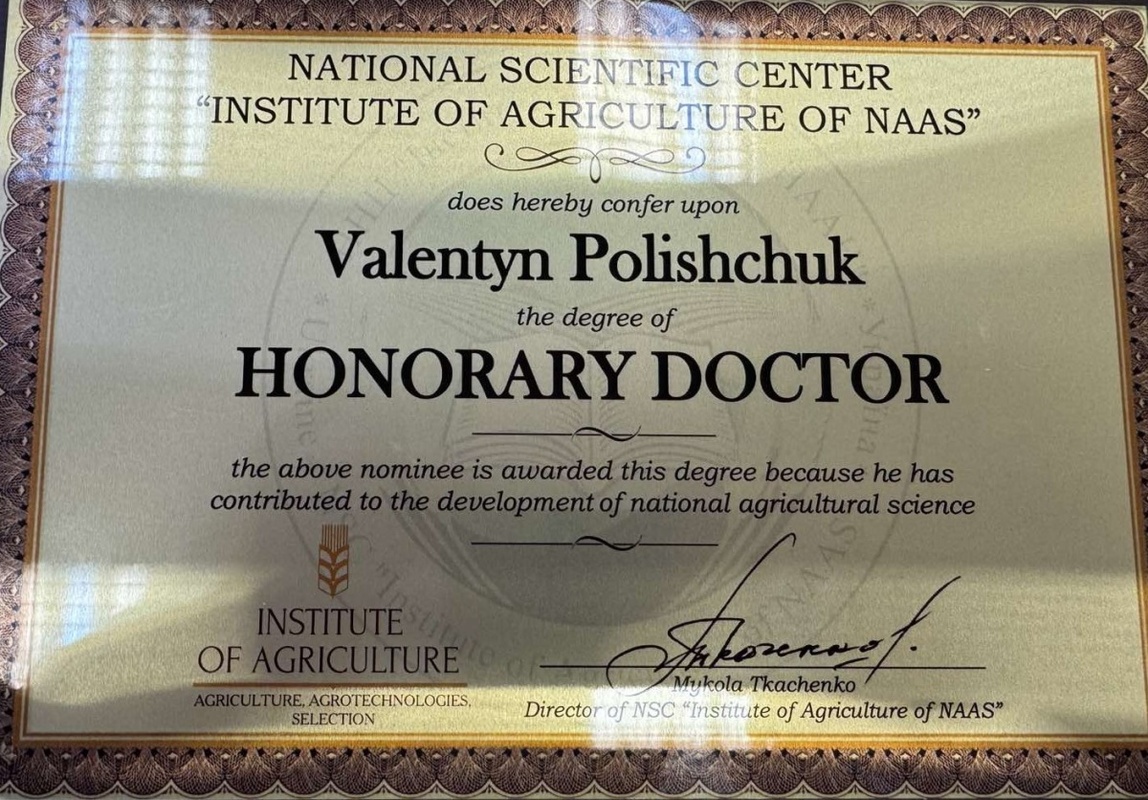 NATIONAL SCIENTIFIC CENTER
“INSTITUTE OF AGRICULTURE OF NAAS”
does hereby confer upon
Valentyn Polishchuk
the degree of
HONORARY DOCTOR
the above nominee is awarded this degree because he has
contributed to the development of national agricultural science
INSTITUTE
OF AGRICULTURE
AGRICULTURE, AGROTECHNOLOGIES,
SELECTION
Mykola Tkachenko
Director of NSC “Institute of Agriculture of NAAS”